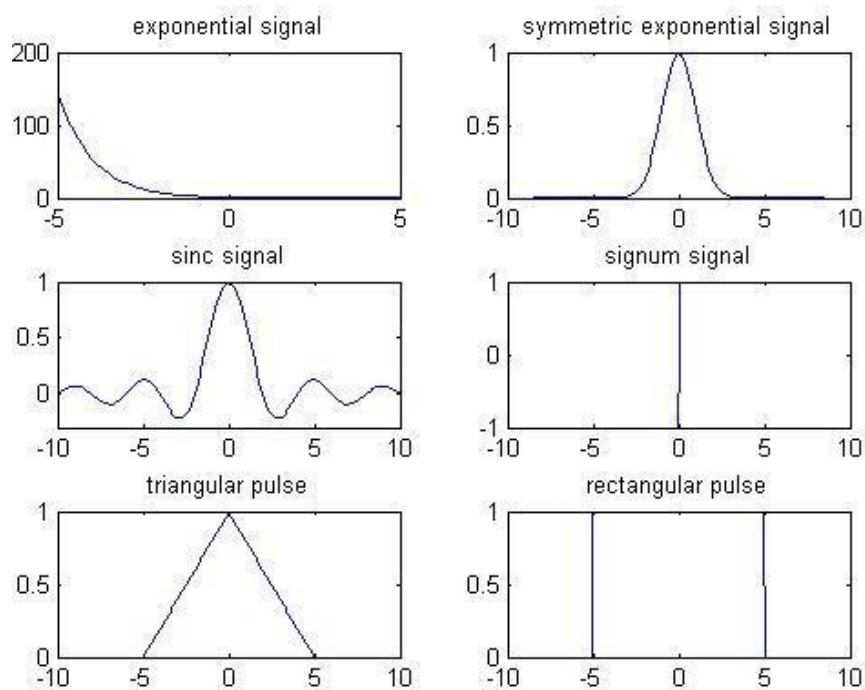 exponential signal
200
100
0
-5 0 5
symmetric exponential signal
1
0.5
0
-10 -5 0 5 10
sinc signal
1
0.5
0
-10 -5 0 5 10
signum signal
1
0
-1
-10 -5 0 5 10
triangular pulse
1
0.5
0
-10 -5 0 5 10
rectangular pulse
1
0.5
0
-10 -5 0 5 10